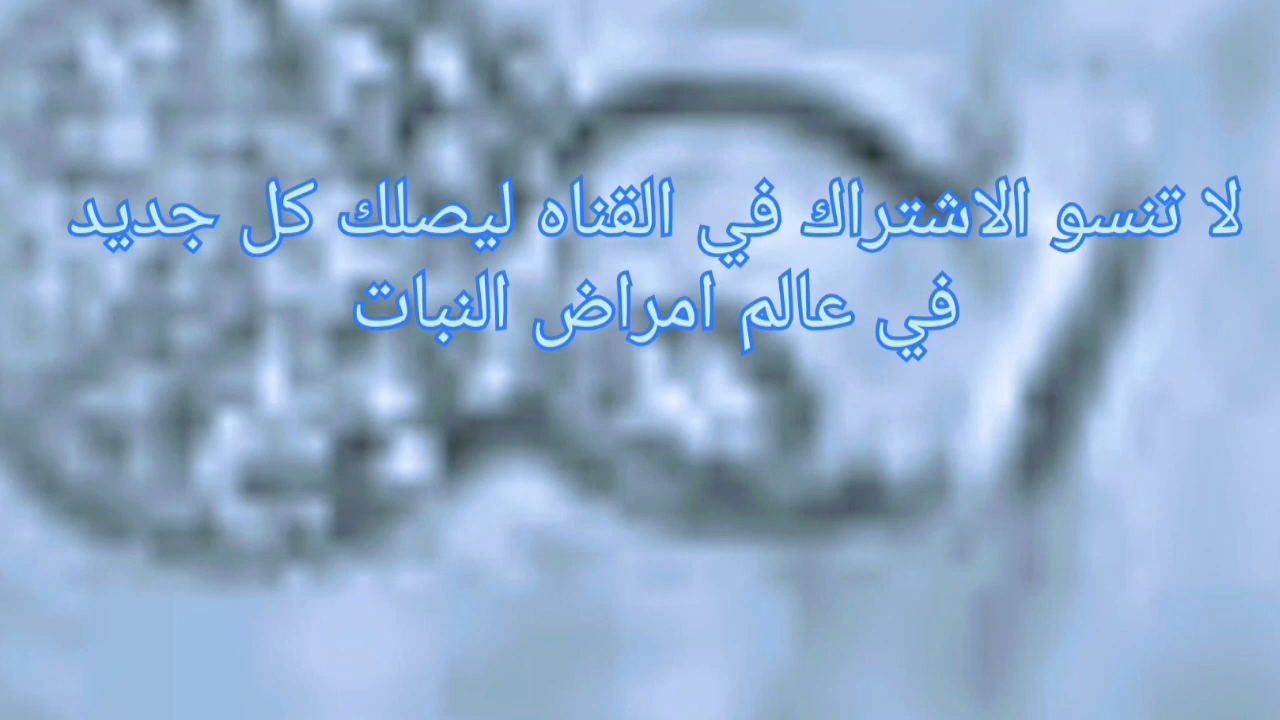 لا تنسو الاشتراك في القناه ليصلك كل جديد
في عالم امراض النبات